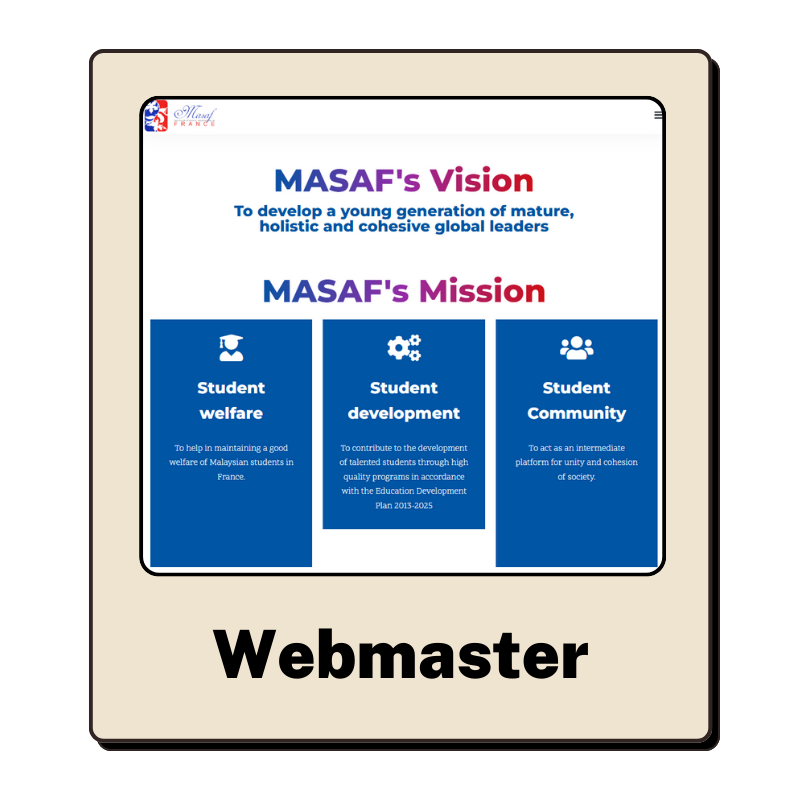 Masaf
FRANCE
MASAF's Vision
To develop a young generation of mature,
holistic and cohesive global leaders
MASAF's Mission
Student
welfare
To help in maintaining a good
welfare of Malaysian students in
France.
Student
development
To contribute to the development
of talented students through high
quality programs in accordance
with the Education Development
Plan 2013-2025
Student
Community
To act as an intermediate
platform for unity and cohesion
of society.
Webmaster